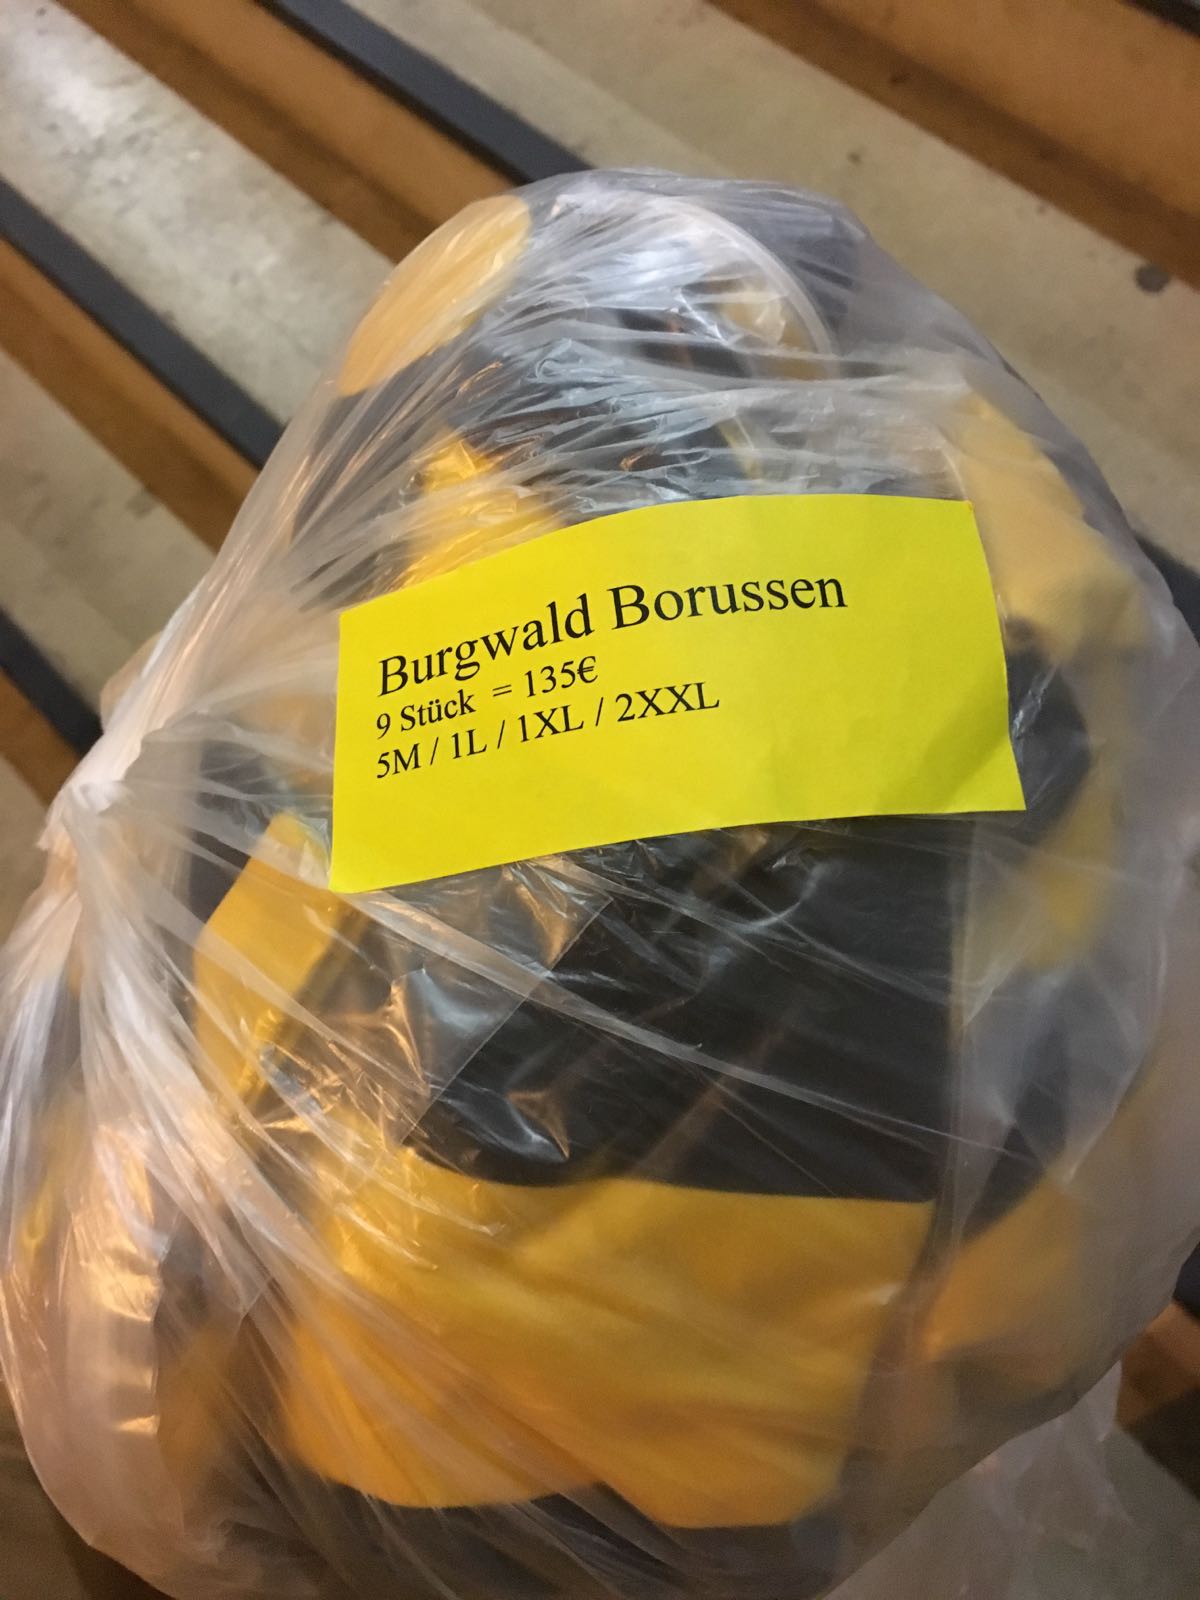 Burgwald Borussen
9 Stück = 135€
5M / 1L / 1XL / 2XXL